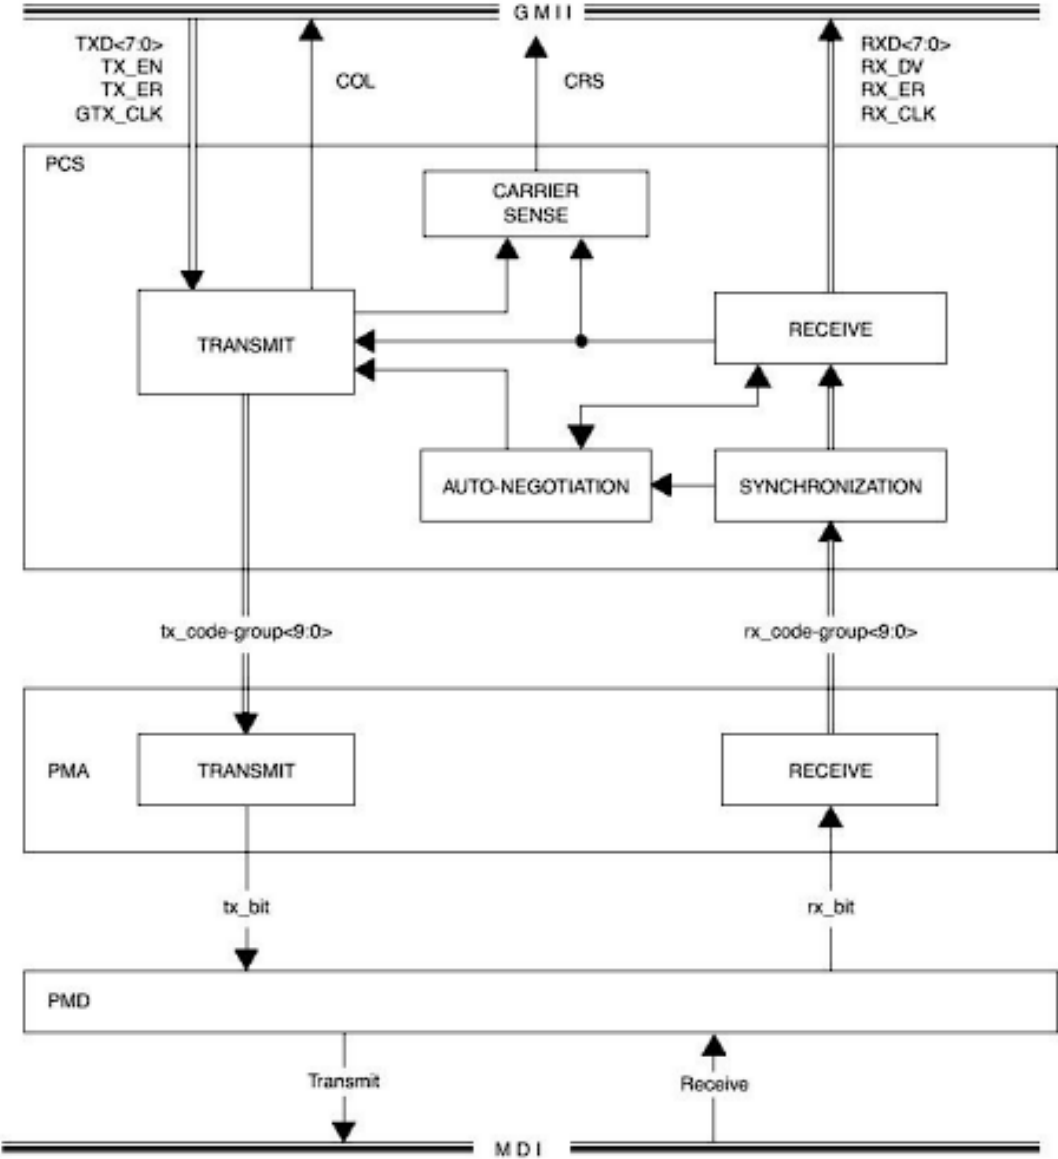 GMII
TXD<7:0>
TX_EN
TX_ER
GTX_CLK
COL
CRS
RXD<7:0>
RX_DV
RX_ER
RX_CLK
PCS
CARRIER
SENSE
TRANSMIT
RECEIVE
AUTO-NEGOTIATION
SYNCHRONIZATION
tx_code-group<9:0>
rx_code-group<9:0>
PMA
TRANSMIT
RECEIVE
tx_bit
rx_bit
PMD
Transmit
Receive
MDI